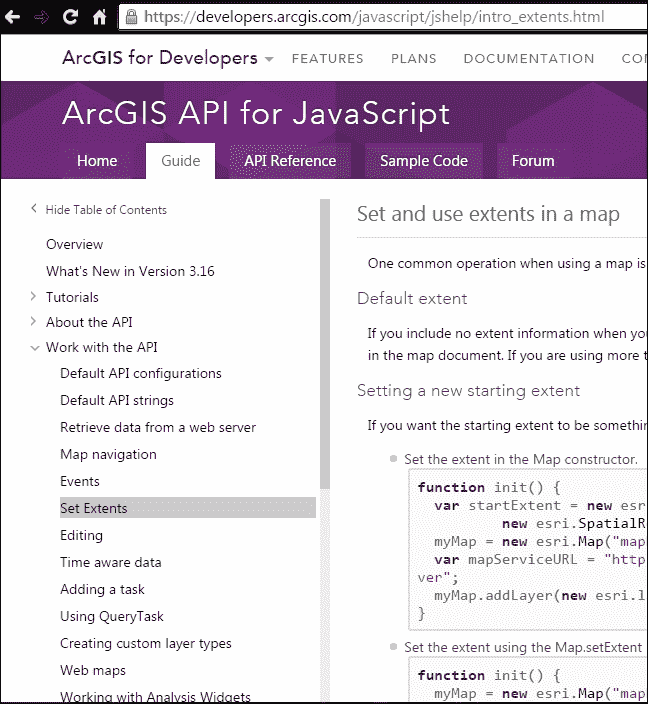 https://developers.arcgis.com/javascript/jshelp/intro_extents.html
ArcGIS for Developers FEATURES PLANS DOCUMENTATION CO
ArcGIS API for JavaScript
Home Guide API Reference Sample Code Forum
Hide Table of Contents
Overview
What's New in Version 3.16
Tutorials
About the API
Work with the API
Default API configurations
Default API strings
Retrieve data from a web server
Map navigation
Events
Set Extents
Editing
Time aware data
Adding a task
Using QueryTask
Creating custom layer types
Web maps
Working with Analysis Widgets
Set and use extents in a map
One common operation when using a map is
Default extent
If you include no extent information when you
in the map document. If you are using more t
Setting a new starting extent
If you want the starting extent to be somethin
Set the extent in the Map constructor.
function init() {
var startExtent = new esr
new esri.SpatialR
myMap = new esri.Map("map
var mapServiceURL = "http
ver";
myMap.addLayer(new esri.l
}
Set the extent using the Map.setExtent
function init() {
myMap = new esri.Map("map